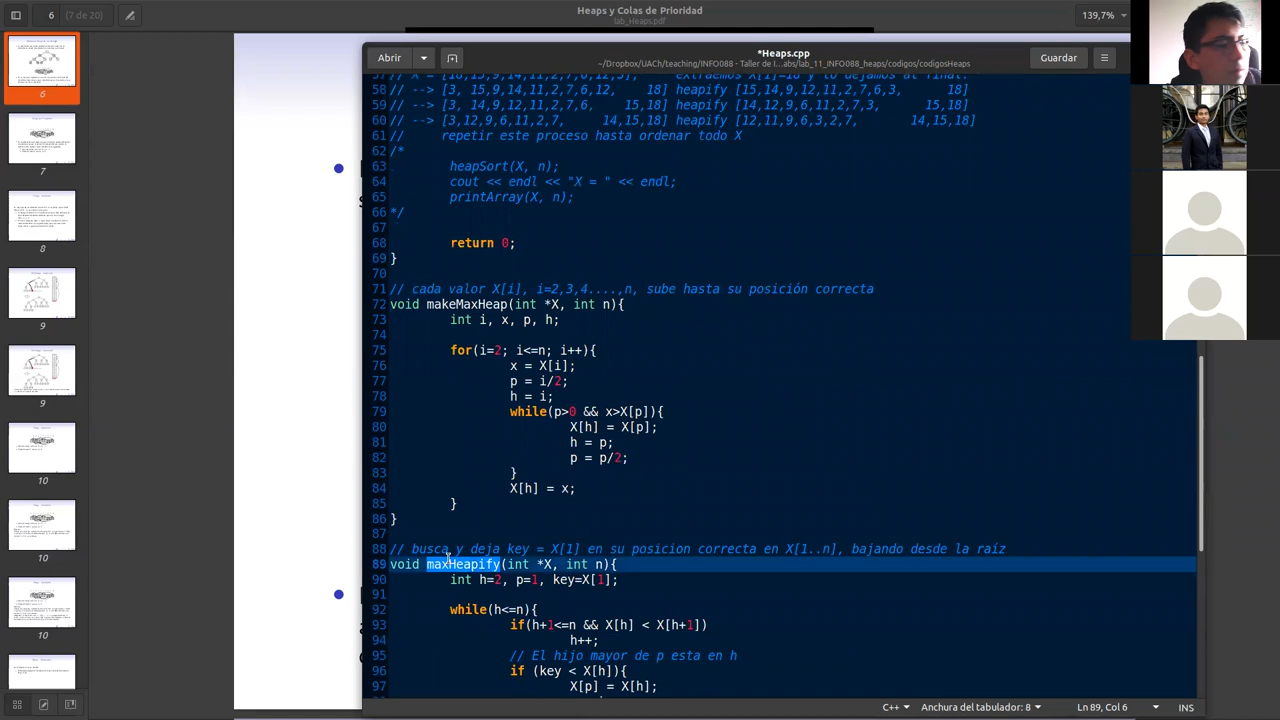 6
(7 de 20)
Heaps y Colas de Prioridad
lab_Heaps.pdf
139,7%
Abrir
*Heaps.cpp
~/Dropbox/UACh/teaching/INFO088 - Taller de l…abs/lab_11_INFO088_heaps/codigos/codigosHeaps
Guardar
58 // --> [3, 15,9,14,11,2,7,6,12,    18] heapify [15,14,9,12,11,2,7,6,3,    18]
59 // --> [3, 14,9,12,11,2,7,6,    15,18] heapify [14,12,9,6,11,2,7,3,    15,18]
60 // --> [3,12,9,6,11,2,7,    14,15,18] heapify [12,11,9,6,3,2,7,    14,15,18]
61 // repetir este proceso hasta ordenar todo X
62 /*
63 heapSort(X, n);
64 cout << endl << "X = " << endl;
65 printArray(X, n);
66 */
67
68 return 0;
69 }
70
71 // cada valor X[i], i=2,3,4....,n, sube hasta su posición correcta
72 void makeMaxHeap(int *X, int n){
73 int i, x, p, h;
74
75 for(i=2; i<=n; i++){
76 x = X[i];
77 p = i/2;
78 h = i;
79 while(p>0 && x>X[p]){
80 X[h] = X[p];
81 h = p;
82 p = p/2;
83 }
84 X[h] = x;
85 }
86 }
87
88 // busca y deja key = X[1] en su posicion correcta en X[1..n], bajando desde la raíz
89 void maxHeapify(int *X, int n){
90 int h=2, p=1, key=X[1];
91
92 while(h<=n){
93 if(h+1<=n && X[h] < X[h+1])
94 h++;
95 // El hijo mayor de p esta en h
96 if (key < X[h]){
97 X[p] = X[h];
C++
Anchura del tabulador: 8
Ln 89, Col 6
INS
6
7
8
9
9
10
10
10